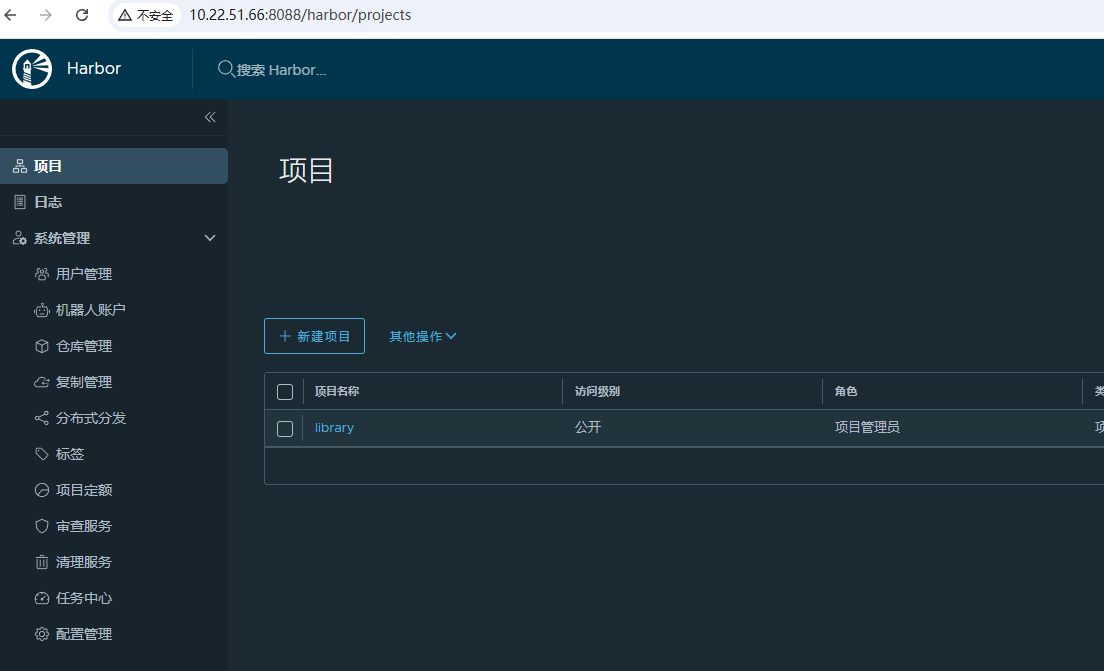 不安全 10.22.51.66:8088/harbor/projects
Harbor 搜索 Harbor...
项目
日志
系统管理
用户管理
机器人账户
仓库管理
复制管理
分布式分发
标签
项目定额
审查服务
清理服务
任务中心
配置管理
项目
新建项目 其他操作
项目名称 访问级别 角色 类
library 公开 项目管理员 项